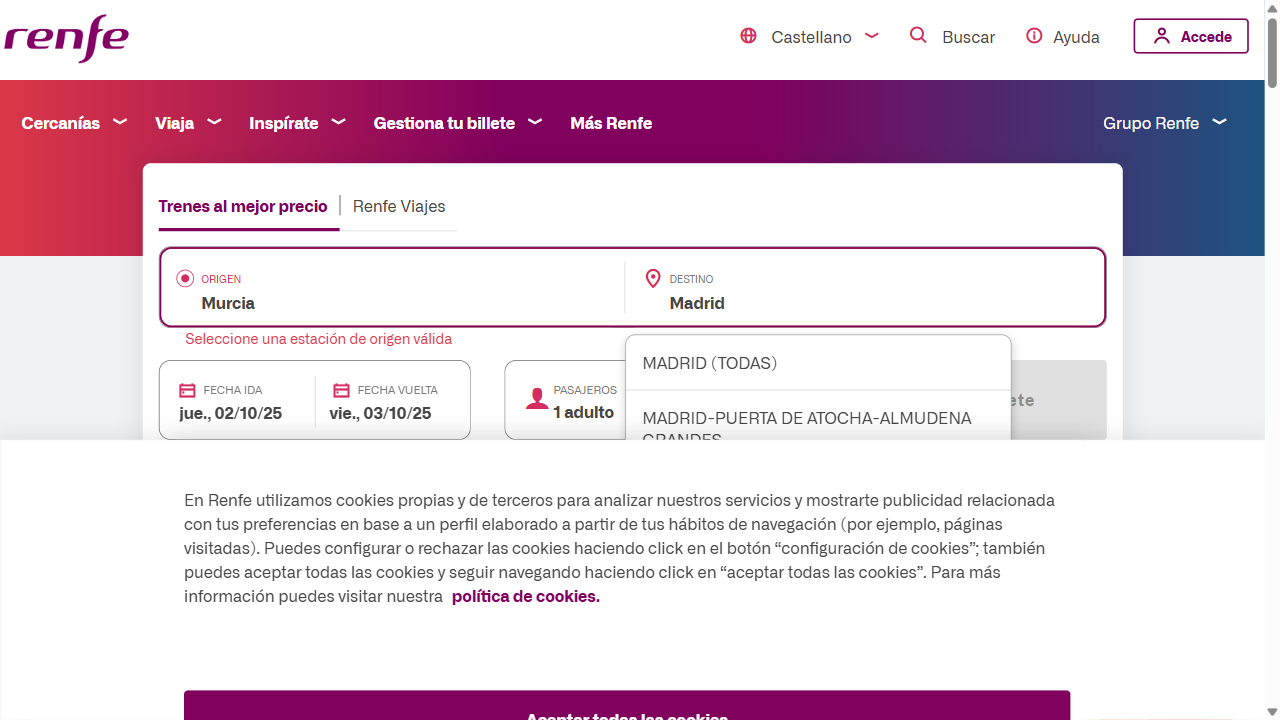 renfe
Castellano
Buscar
Ayuda
Accede
Cercanías
Viaja
Inspírate
Gestiona tu billete
Más Renfe
Grupo Renfe
Trenes al mejor precio
Renfe Viajes
ORIGEN
Murcia
DESTINO
Madrid
Seleccione una estación de origen válida
FECHA IDA
jue., 02/10/25
FECHA VUELTA
vie., 03/10/25
PASAJEROS
1 adulto
MADRID (TODAS)
MADRID-PUERTA DE ATOCHA-ALMUDENA
GRANDES
En Renfe utilizamos cookies propias y de terceros para analizar nuestros servicios y mostrarte publicidad relacionada
con tus preferencias en base a un perfil elaborado a partir de tus hábitos de navegación (por ejemplo, páginas
visitadas). Puedes configurar o rechazar las cookies haciendo click en el botón “configuración de cookies”; también
puedes aceptar todas las cookies y seguir navegando haciendo click en “aceptar todas las cookies”. Para más
información puedes visitar nuestra política de cookies.
Aceptar todas las cookies